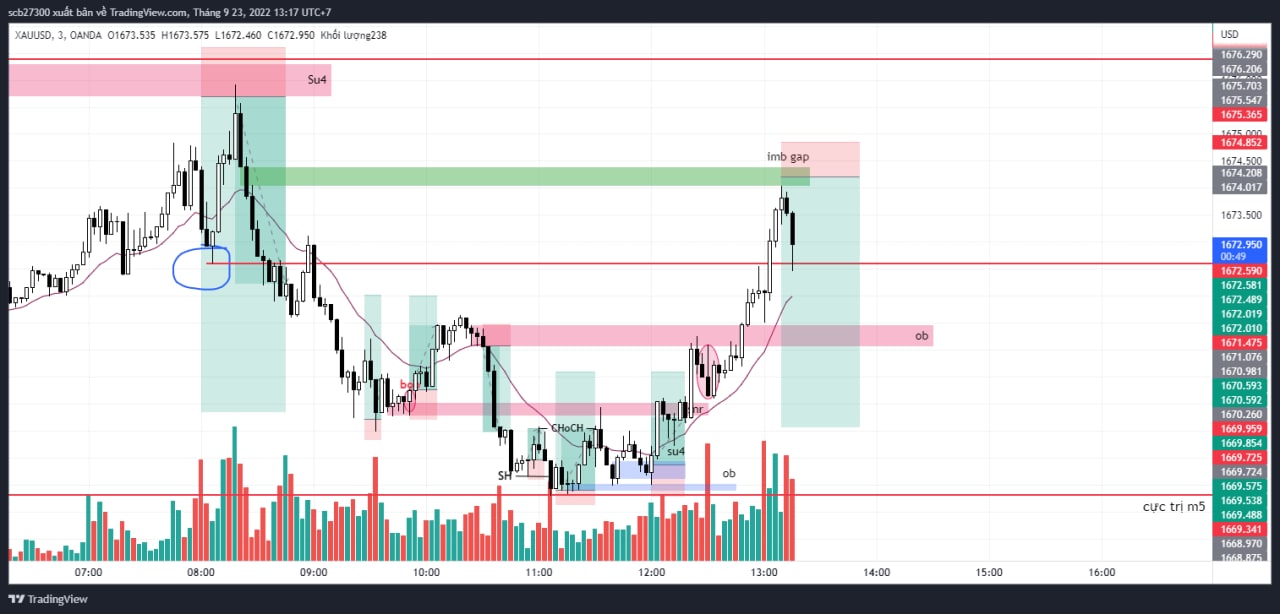 scb27300 xuất bản về TradingView.com, Tháng 9 23, 2022 13:17 UTC+7
XAUUSD, 3, OANDA O1673.535 H1673.575 L1672.460 C1672.950 Khối lượng238
USD
1676.290
1676.206
1675.703
1675.547
1675.365
1675.000
1674.852
1674.500
1674.208
1674.017
1673.500
1672.950
00:49
1672.590
1672.581
1672.489
1672.019
1672.010
1671.475
1671.076
1670.981
1670.593
1670.592
1670.260
1669.959
1669.854
1669.725
1669.724
1669.575
1669.538
1669.488
1669.341
1668.970
1668.875
Su4
imb gap
ob
nr
CHoCH
su4
SH
ob
cực trị m5
07:00 08:00 09:00 10:00 11:00 12:00 13:00 14:00 15:00 16:00
TradingView